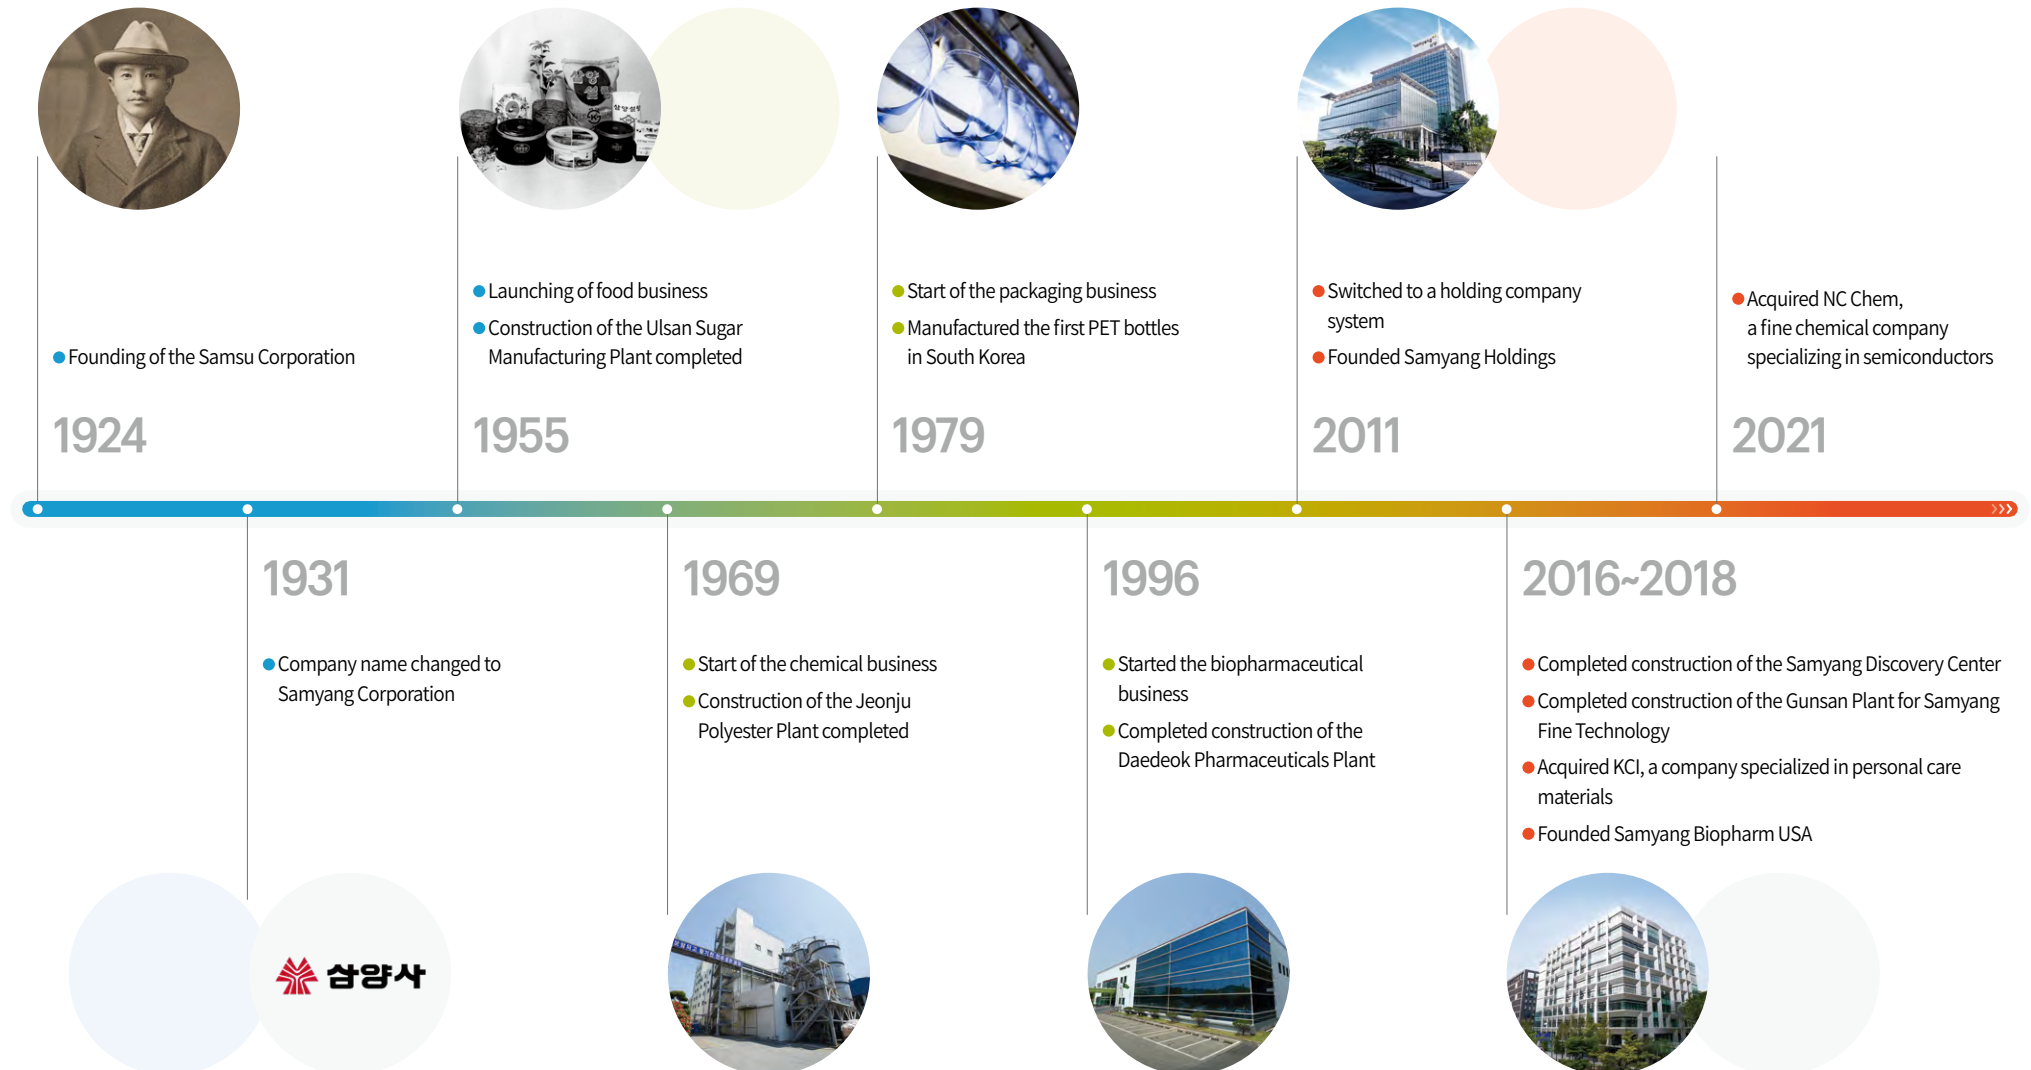 Founding of the Samsu Corporation
1924
Launching of food business
Construction of the Ulsan Sugar
Manufacturing Plant completed
1955
Start of the packaging business
Manufactured the first PET bottles
in South Korea
1979
Switched to a holding company
system
Founded Samyang Holdings
2011
Acquired NC Chem,
a fine chemical company
specializing in semiconductors
2021
1931
Company name changed to
Samyang Corporation
삼양사
1969
Start of the chemical business
Construction of the Jeonju
Polyester Plant completed
1996
Started the biopharmaceutical
business
Completed construction of the
Daedeok Pharmaceuticals Plant
2016~2018
Completed construction of the Samyang Discovery Center
Completed construction of the Gunsan Plant for Samyang
Fine Technology
Acquired KCI, a company specialized in personal care
materials
Founded Samyang Biopharm USA